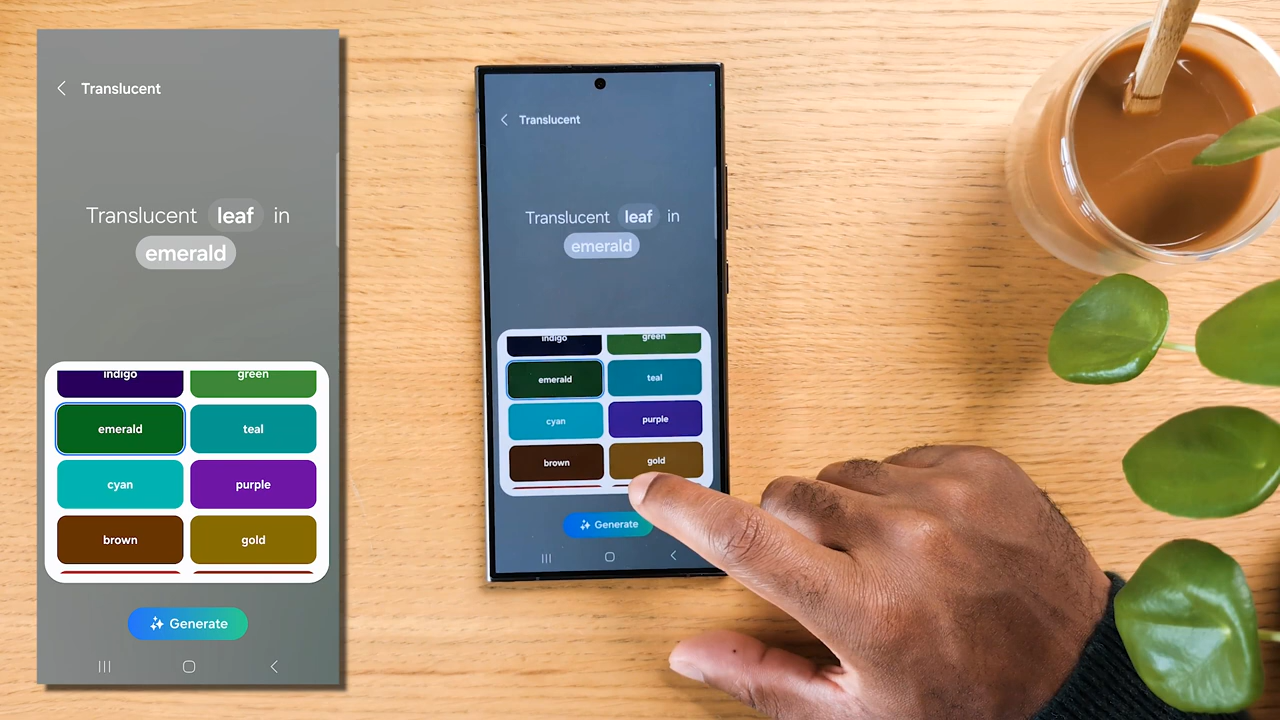 Translucent
Translucent leaf in
emerald
indigo green
emerald teal
cyan purple
brown gold
Generate
Translucent
Translucent leaf in
emerald
indigo green
emerald teal
cyan purple
brown gold
Generate